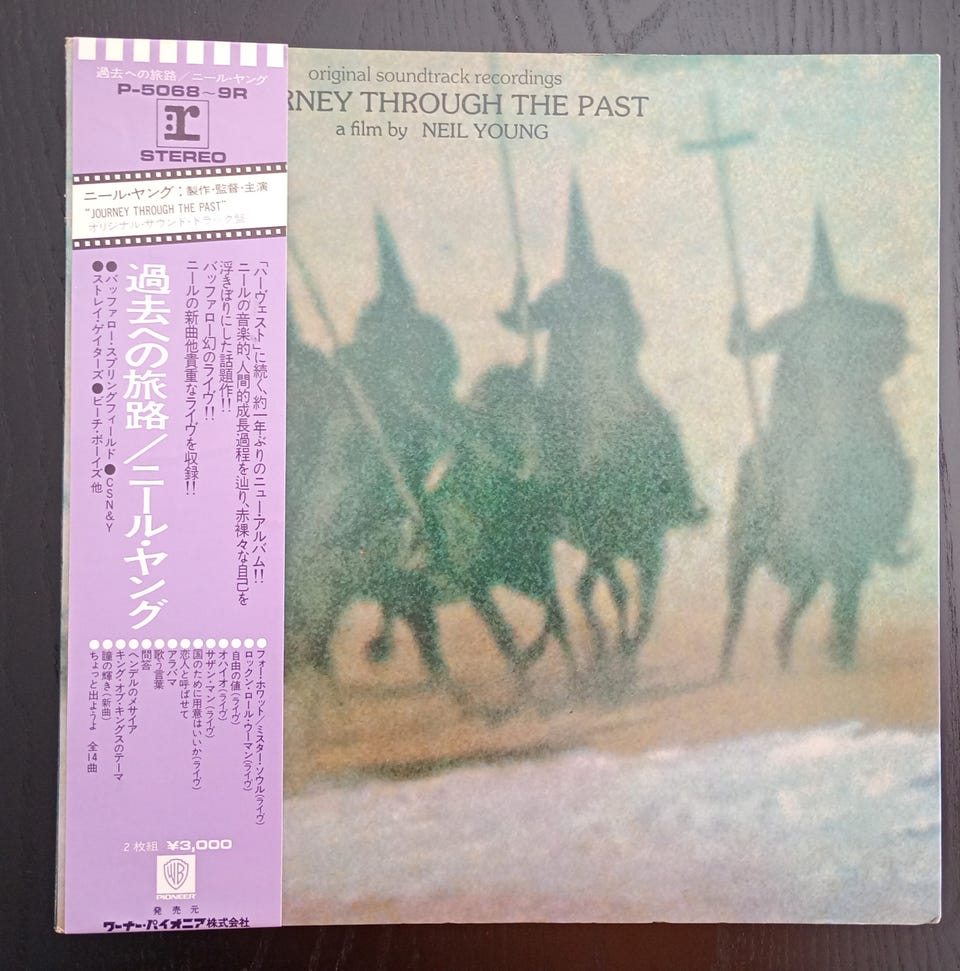 過去への旅路/ニール・ヤング
P-5068~9R
r
STEREO
ニール・ヤング:製作・監督・主演
"JOURNEY THROUGH THE PAST"
オリジナル・サウンド・トラック盤
「ハーヴェスト」に続く、約一年ぶりのニュー・アルバム!!
ニールの音楽的、人間的成長過程を辿り、赤裸々な自己を
浮きぼりにした話題作!!
バッファロー幻のライヴ!!
ニールの新曲他貴重なライヴを収録!!
過去への旅路/ニール・ヤング
●バッファロー・スプリングフィールド ●CSN&Y
●ストレイ・ゲイターズ ●ビーチ・ボーイズ 他
●フォー・ホワット/ミスター・ソウル(ライヴ)
●ロックン・ロール・ウーマン(ライヴ)
●自由の値(ライヴ)
●オハイオ(ライヴ)
●サザン・マン(ライヴ)
●国のために用意はいいか(ライヴ)
●恋人と呼ばせて
●アラバマ
●歌う言葉
●問答
●ヘンデルのメサイア
●キング・オブ・キングスのテーマ
●瞳の輝き(新曲)
●ちょっと出ようよ 全14曲
2枚組 ¥3,000
WB
PIONEER
発売元
ワーナー・パイオニア株式会社
original soundtrack recordings
RNEY THROUGH THE PAST
a film by NEIL YOUNG